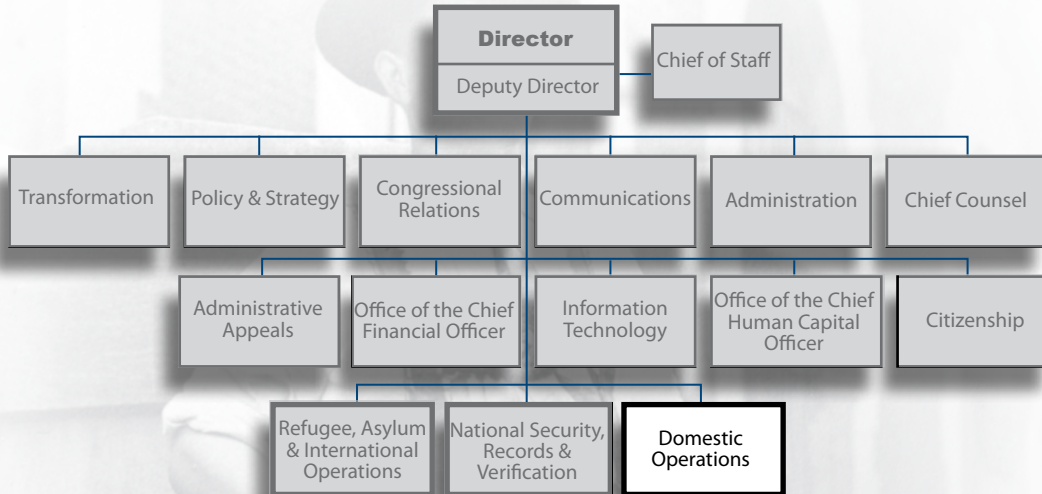 Director
Deputy Director
Chief of Staff
Transformation
Policy & Strategy
Congressional
Relations
Communications
Administration
Chief Counsel
Administrative
Appeals
Office of the Chief
Financial Officer
Information
Technology
Office of the Chief
Human Capital
Officer
Citizenship
Refugee, Asylum
& International
Operations
National Security,
Records &
Verification
Domestic
Operations